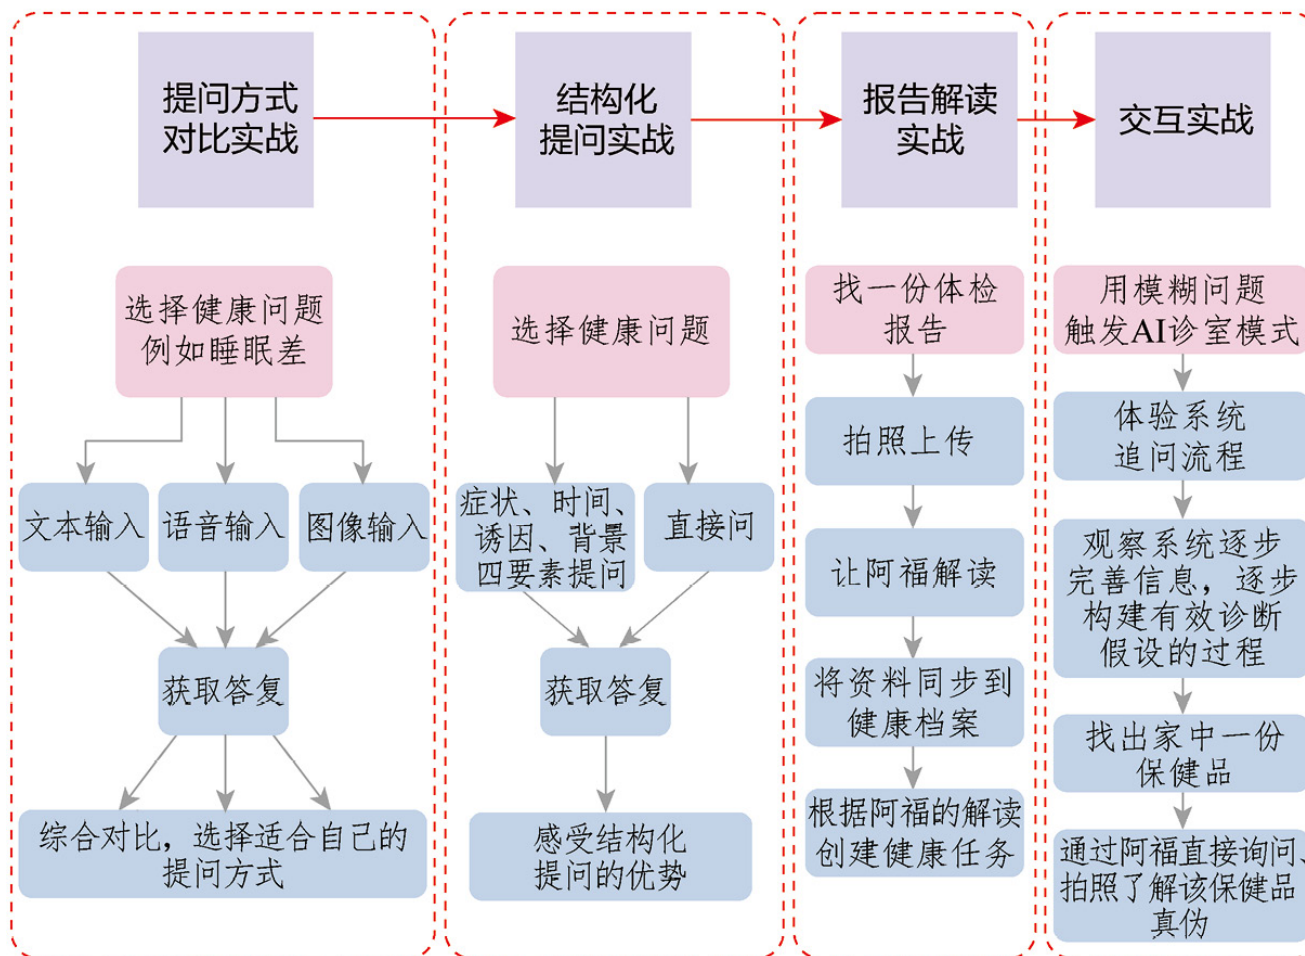 提问方式
对比实战
结构化
提问实战
报告解读
实战
交互实战
选择健康问题
例如睡眠差
文本输入
语音输入
图像输入
获取答复
综合对比，选择适合自己的
提问方式
选择健康问题
症状、时间、
诱因、背景
四要素提问
直接问
获取答复
感受结构化
提问的优势
找一份体检
报告
拍照上传
让阿福解读
将资料同步到
健康档案
根据阿福的解读
创建健康任务
用模糊问题
触发AI诊室模式
体验系统
追问流程
观察系统逐步
完善信息，逐步
构建有效诊断
假设的过程
找出家中一份
保健品
通过阿福直接询问、
拍照了解该保健品
真伪